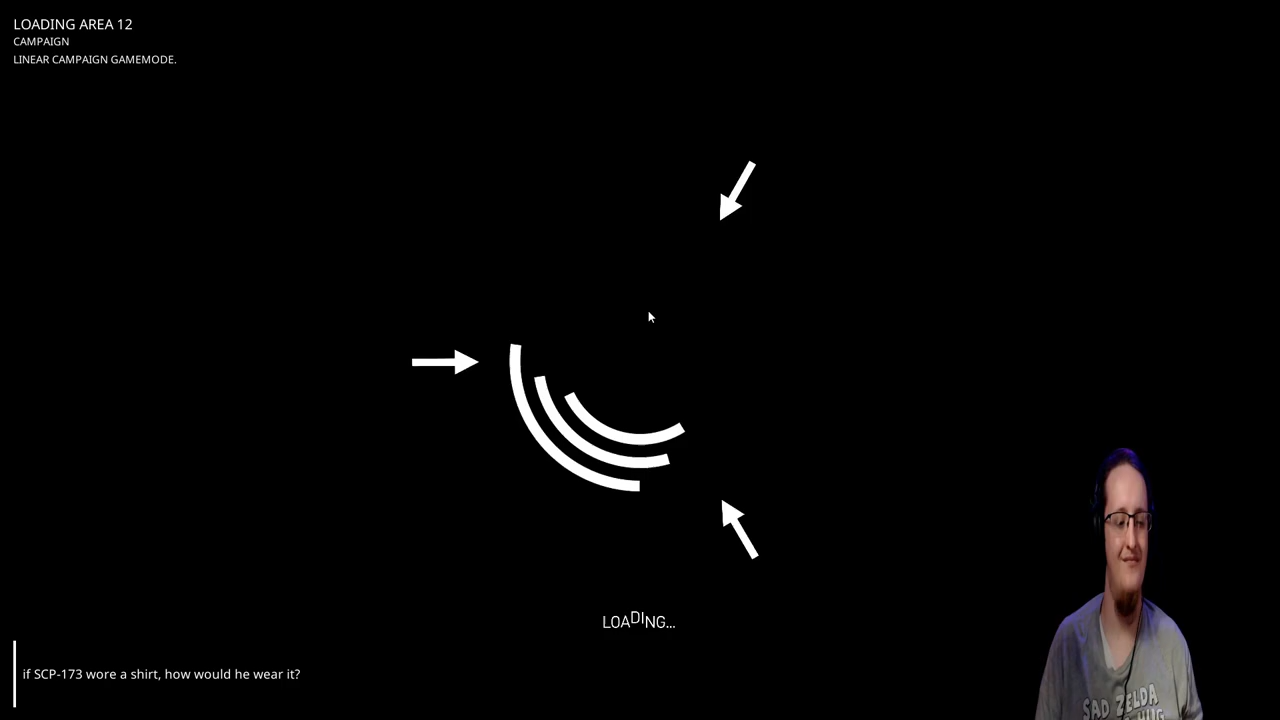 LOADING AREA 12
CAMPAIGN
LINEAR CAMPAIGN GAMEMODE.
LOADING...
if SCP-173 wore a shirt, how would he wear it?
SAD ZELDA
HUG